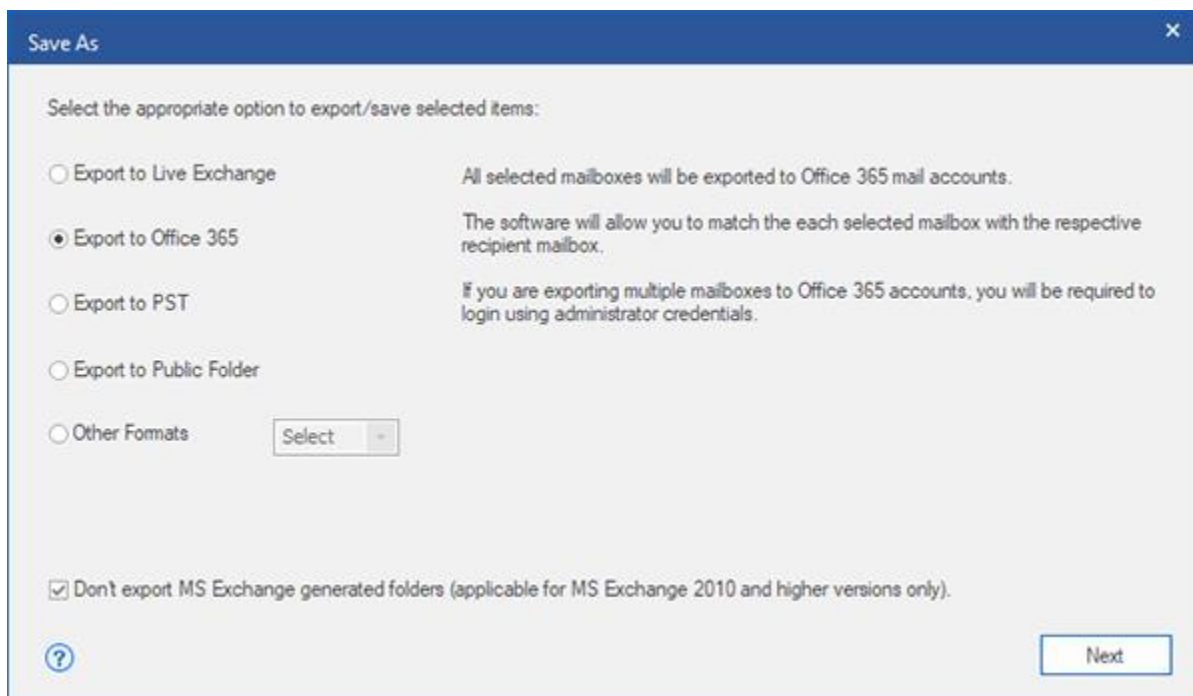 Save As
Select the appropriate option to export/save selected items:
Export to Live Exchange
All selected mailboxes will be exported to Office 365 mail accounts.
Export to Office 365
The software will allow you to match the each selected mailbox with the respective
recipient mailbox.
Export to PST
If you are exporting multiple mailboxes to Office 365 accounts, you will be required to
login using administrator credentials.
Export to Public Folder
Other Formats
Select
Don't export MS Exchange generated folders (applicable for MS Exchange 2010 and higher versions only).
?
Next